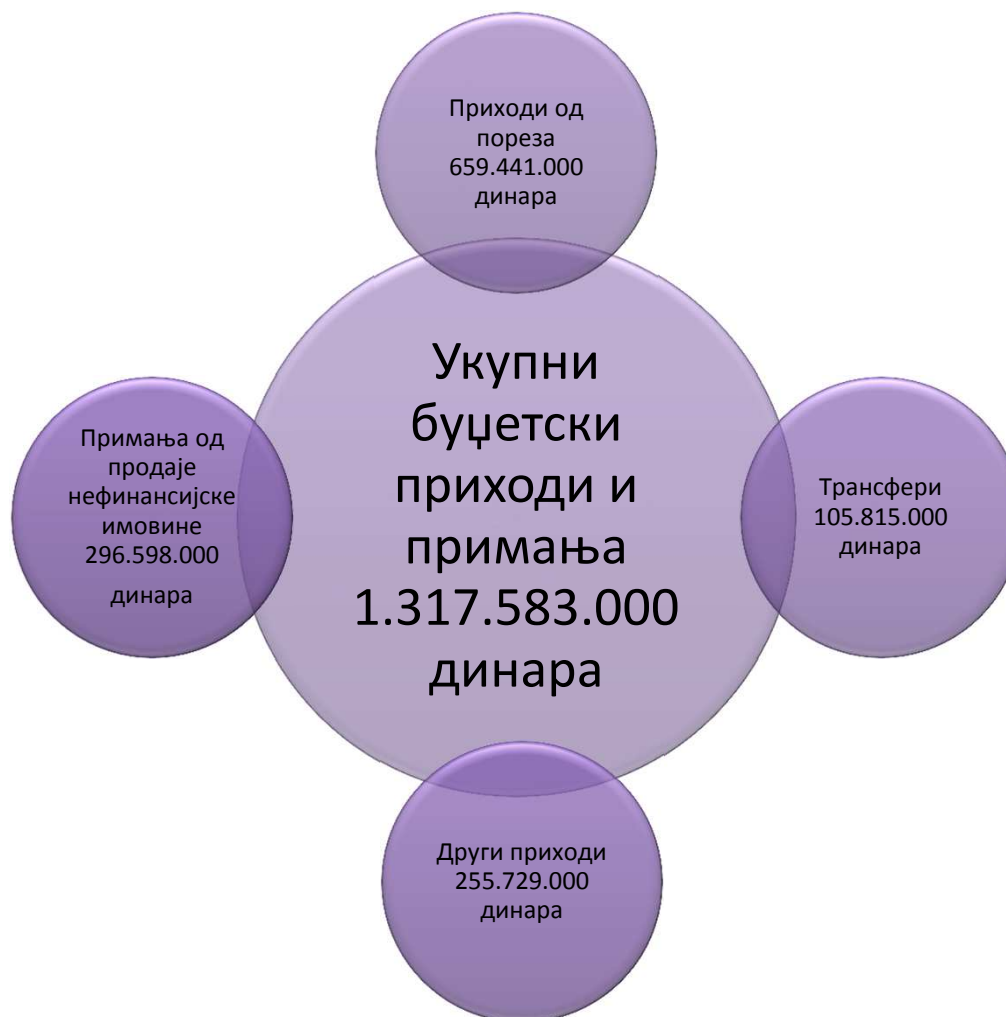 Приходи од
пореза
659.441.000
динара
Укупни
буџетски
приходи и
примања
1.317.583.000
динара
Примања од
продаје
нефинансијске
имовине
296.598.000
динара
Трансфери
105.815.000
динара
Други приходи
255.729.000
динара